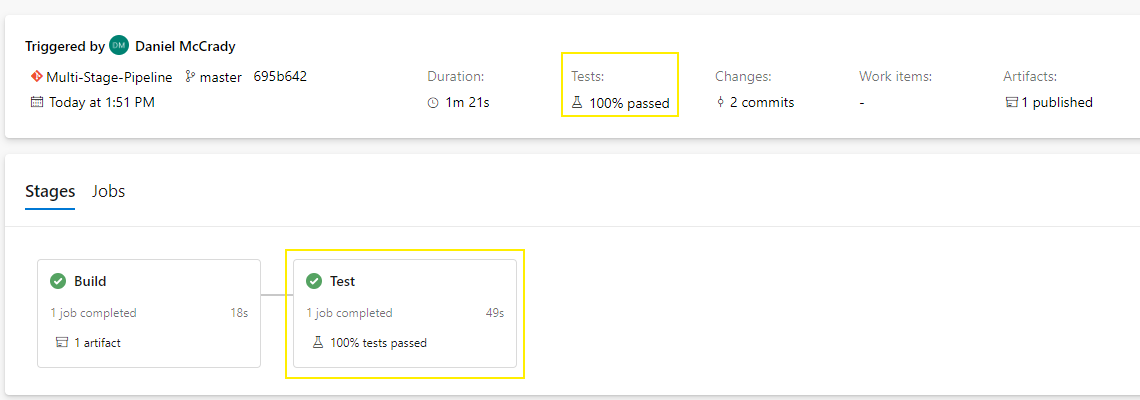 Triggered by DM Daniel McCrady
Multi-Stage-Pipeline master 695b642
Today at 1:51 PM
Duration:
1m 21s
Tests:
100% passed
Changes:
2 commits
Work items:
-
Artifacts:
1 published
Stages Jobs
Build
1 job completed 18s
1 artifact
Test
1 job completed 49s
100% tests passed